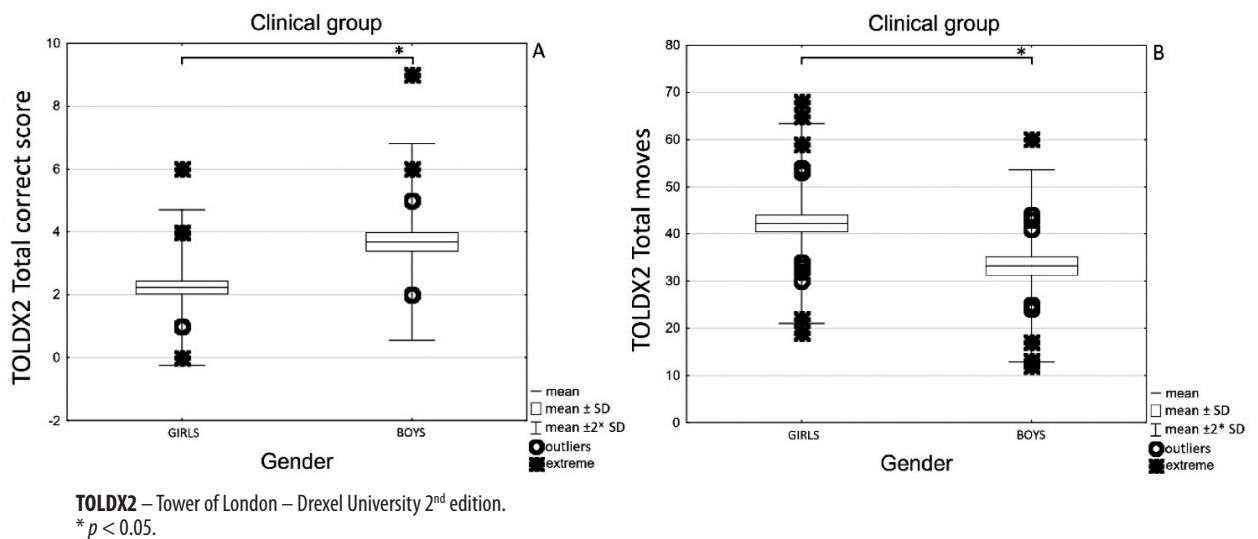 Clinical group
A
*
TOLDX2 Total correct score
10
8
6
4
2
0
-2
GIRLS
BOYS
Gender
mean
mean ± SD
mean ±2* SD
outliers
extreme
Clinical group
B
*
TOLDX2 Total moves
80
70
60
50
40
30
20
10
0
GIRLS
BOYS
Gender
mean
mean ± SD
mean ±2* SD
outliers
extreme
TOLDX2 – Tower of London – Drexel University 2nd edition.
* p < 0.05.